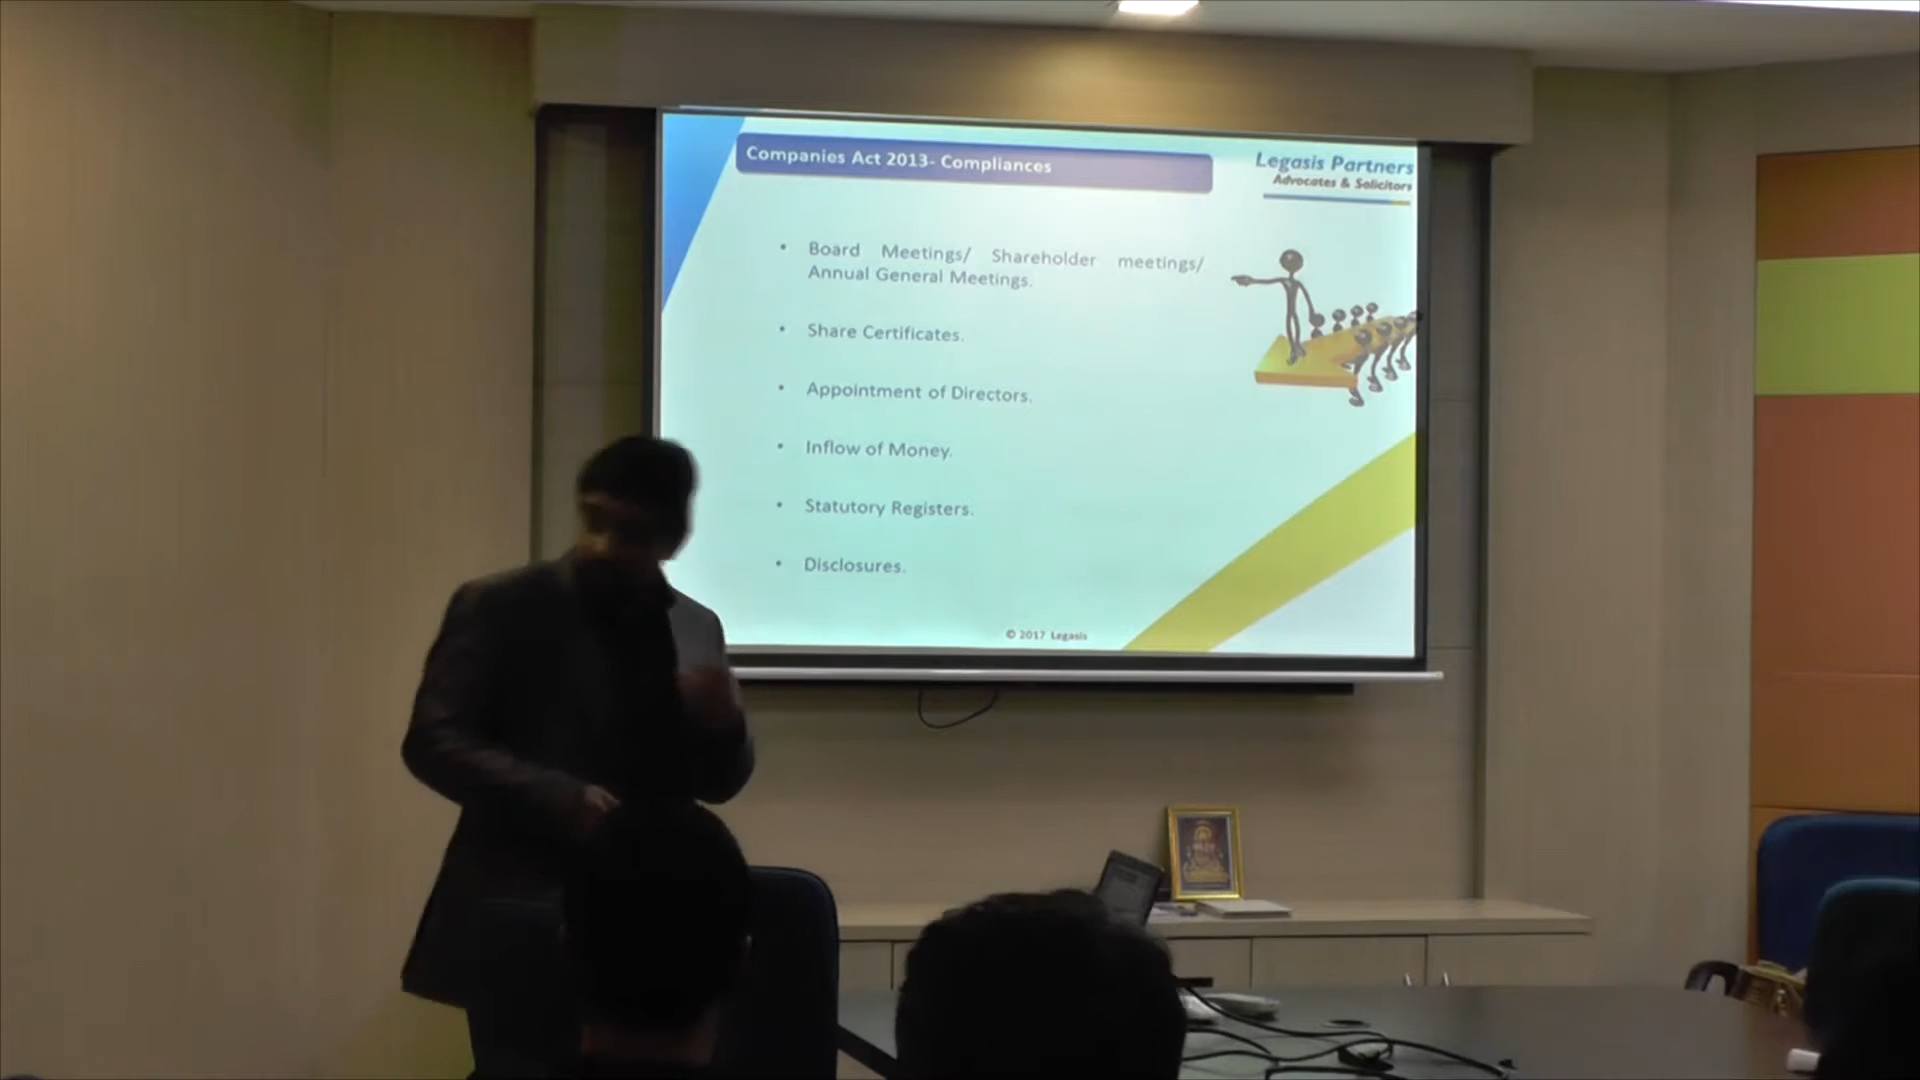 Companies Act 2013- Compliances
Legasis Partners
Advocates & Solicitors
• Board Meetings/ Shareholder meetings/
Annual General Meetings.
• Share Certificates.
• Appointment of Directors.
• Inflow of Money.
• Statutory Registers.
• Disclosures.
© 2017 Legasis